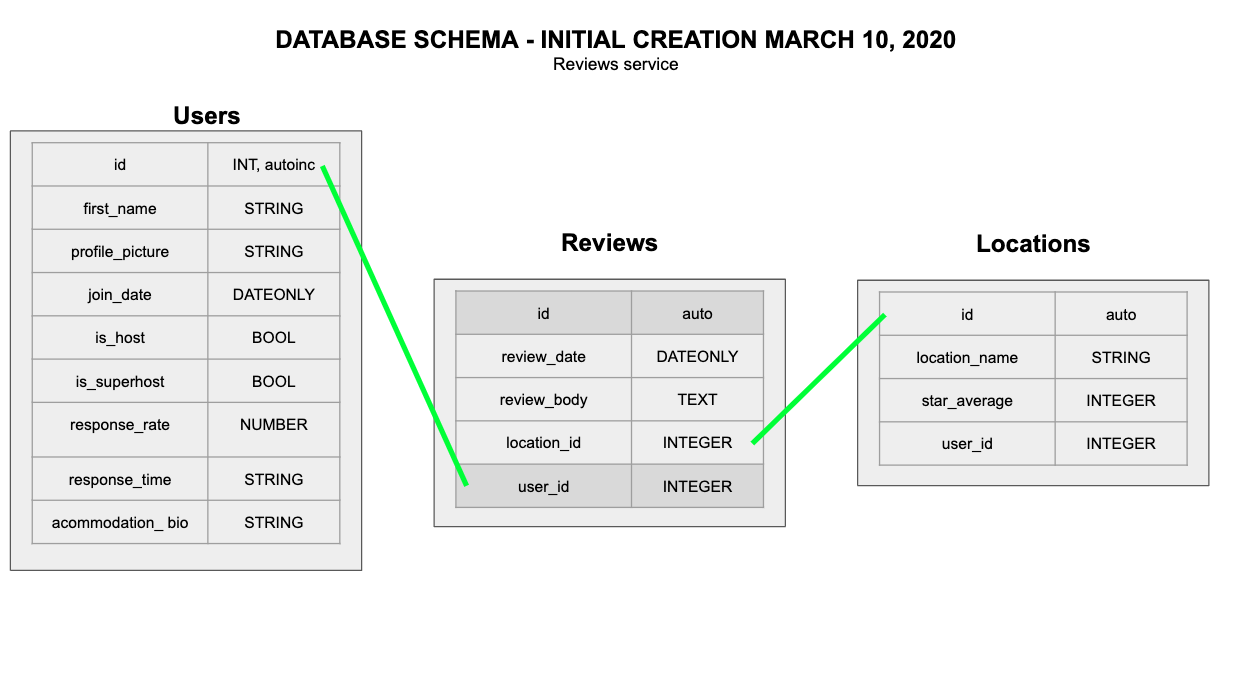 DATABASE SCHEMA - INITIAL CREATION MARCH 10, 2020
Reviews service
Users
id INT, autoinc
first_name STRING
profile_picture STRING
join_date DATEONLY
is_host BOOL
is_superhost BOOL
response_rate NUMBER
response_time STRING
acommodation_ bio STRING
Reviews
id auto
review_date DATEONLY
review_body TEXT
location_id INTEGER
user_id INTEGER
Locations
id auto
location_name STRING
star_average INTEGER
user_id INTEGER